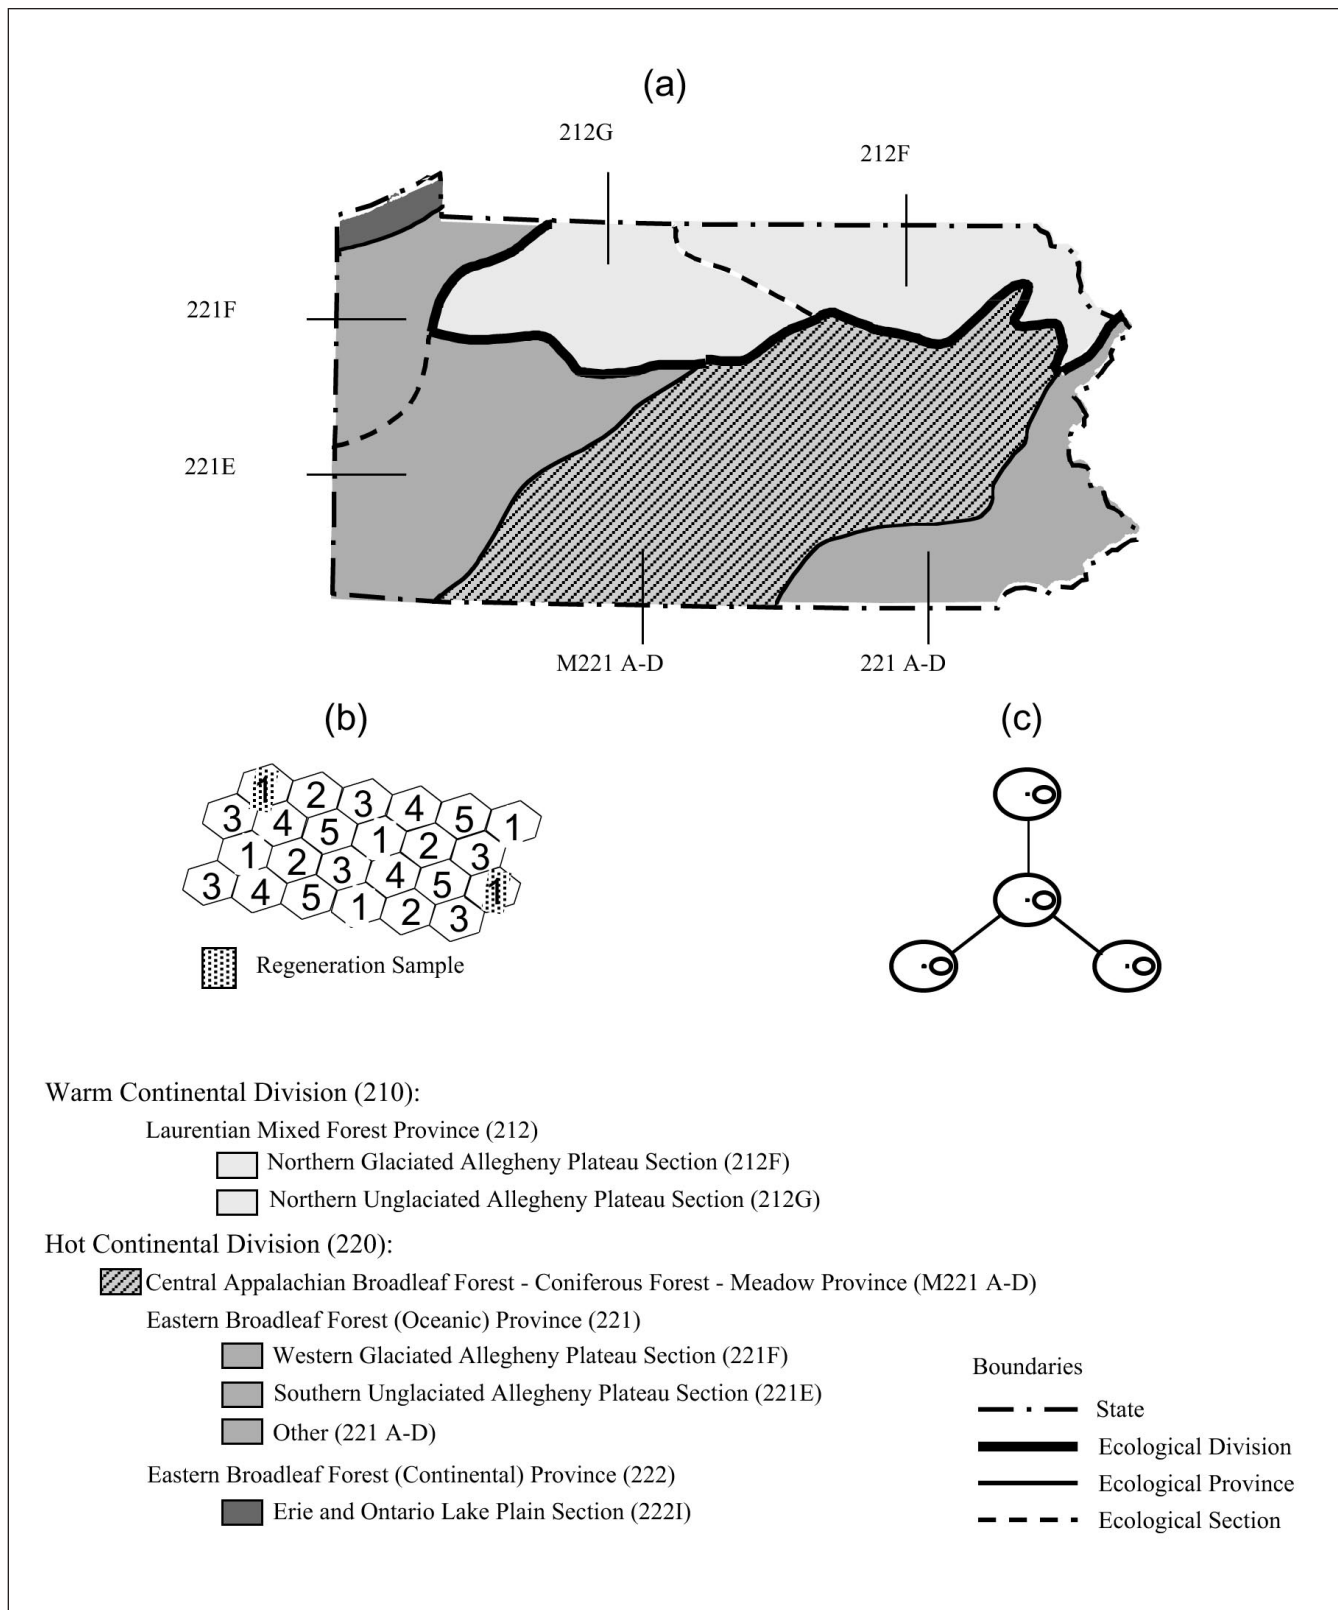 (a)
212G
212F
221F
221E
M221 A-D
221 A-D
(b)
(c)
1 2 3 4 5 1
3 4 5 1 2 3
1 2 3 4 5 1
3 4 5 1 2 3
Regeneration Sample
Warm Continental Division (210):
Laurentian Mixed Forest Province (212)
Northern Glaciated Allegheny Plateau Section (212F)
Northern Unglaciated Allegheny Plateau Section (212G)
Hot Continental Division (220):
Central Appalachian Broadleaf Forest - Coniferous Forest - Meadow Province (M221 A-D)
Eastern Broadleaf Forest (Oceanic) Province (221)
Western Glaciated Allegheny Plateau Section (221F)
Southern Unglaciated Allegheny Plateau Section (221E)
Other (221 A-D)
Eastern Broadleaf Forest (Continental) Province (222)
Erie and Ontario Lake Plain Section (222I)
Boundaries
State
Ecological Division
Ecological Province
Ecological Section